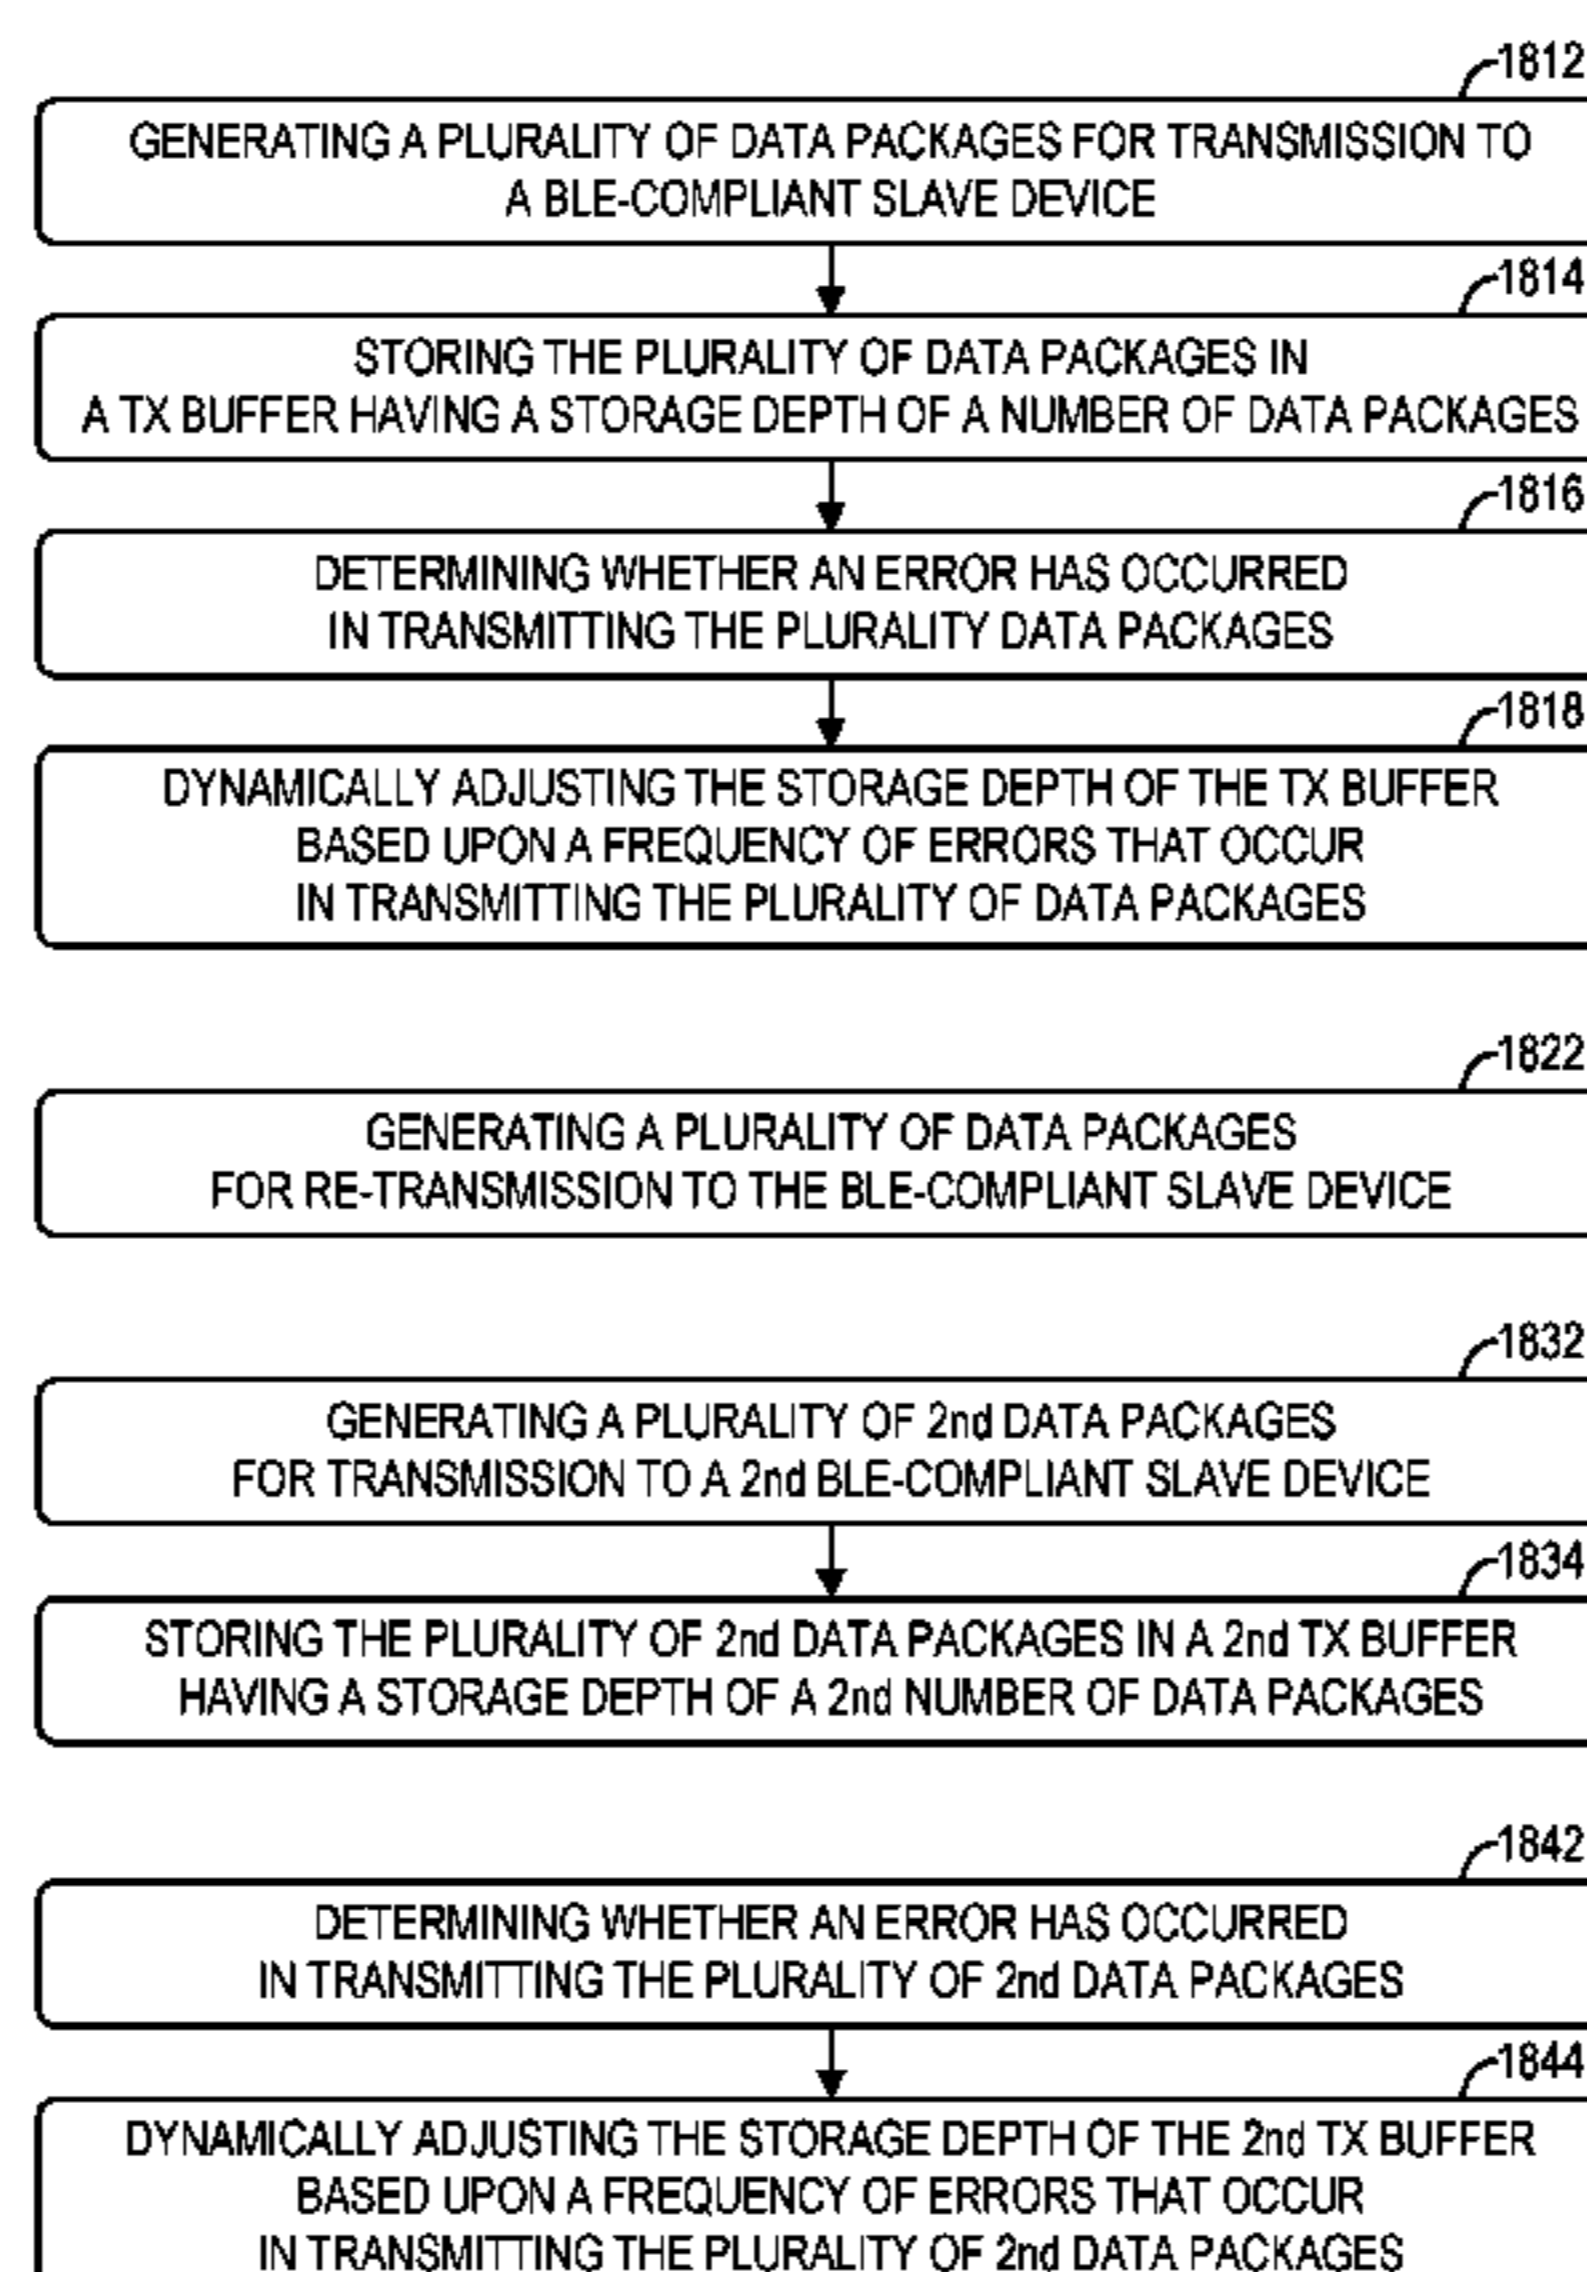 1812
GENERATING A PLURALITY OF DATA PACKAGES FOR TRANSMISSION TO
A BLE-COMPLIANT SLAVE DEVICE
1814
STORING THE PLURALITY OF DATA PACKAGES IN
A TX BUFFER HAVING A STORAGE DEPTH OF A NUMBER OF DATA PACKAGES
1816
DETERMINING WHETHER AN ERROR HAS OCCURRED
IN TRANSMITTING THE PLURALITY DATA PACKAGES
1818
DYNAMICALLY ADJUSTING THE STORAGE DEPTH OF THE TX BUFFER
BASED UPON A FREQUENCY OF ERRORS THAT OCCUR
IN TRANSMITTING THE PLURALITY OF DATA PACKAGES
1822
GENERATING A PLURALITY OF DATA PACKAGES
FOR RE-TRANSMISSION TO THE BLE-COMPLIANT SLAVE DEVICE
1832
GENERATING A PLURALITY OF 2nd DATA PACKAGES
FOR TRANSMISSION TO A 2nd BLE-COMPLIANT SLAVE DEVICE
1834
STORING THE PLURALITY OF 2nd DATA PACKAGES IN A 2nd TX BUFFER
HAVING A STORAGE DEPTH OF A 2nd NUMBER OF DATA PACKAGES
1842
DETERMINING WHETHER AN ERROR HAS OCCURRED
IN TRANSMITTING THE PLURALITY OF 2nd DATA PACKAGES
1844
DYNAMICALLY ADJUSTING THE STORAGE DEPTH OF THE 2nd TX BUFFER
BASED UPON A FREQUENCY OF ERRORS THAT OCCUR
IN TRANSMITTING THE PLURALITY OF 2nd DATA PACKAGES